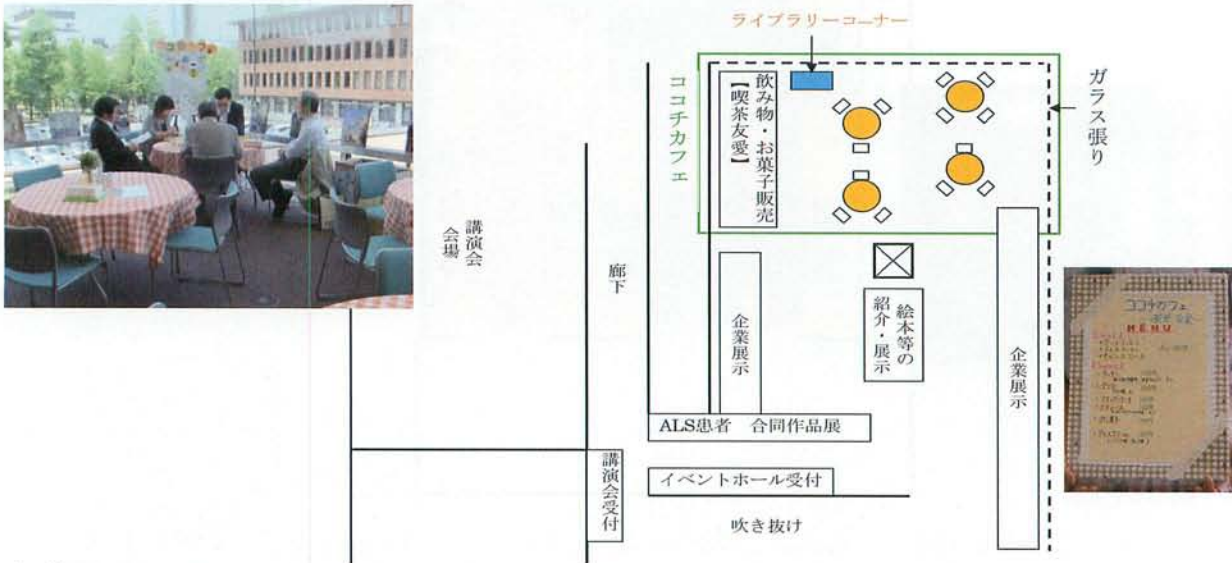 ライブラリーコーナー
ココチカフェ
飲み物・お菓子販売
【喫茶友愛】
ガラス張り
講演会
会場
廊下
企業展示
絵本等の
紹介・展示
企業展示
ALS患者　合同作品展
講演会受付
イベントホール受付
吹き抜け
ココチカフェ
MENU